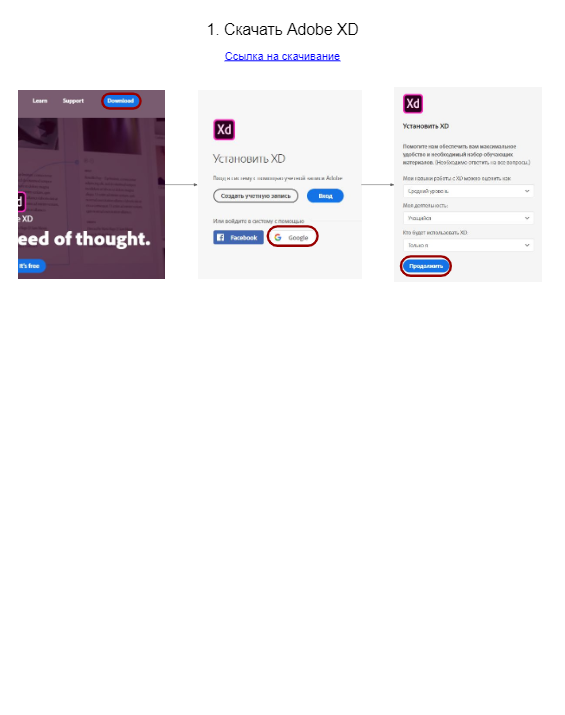 1. Скачать Adobe XD
Ссылка на скачивание
Learn Support Download
Xd
XD
eed of thought.
It's free
Xd
Установить XD
Вход в систему с помощью учетной записи Adobe
Создать учетную запись Вход
Или войдите в систему с помощью
Facebook Google
Xd
Установить XD
Помогите нам обеспечить вам максимальное
удобство и необходимый набор обучающих
материалов. (Необходимо ответить на все вопросы.)
Мои навыки работы с XD можно оценить как
Средний уровень
Моя деятельность:
Учащийся
Кто будет использовать XD
Только я
Продолжить